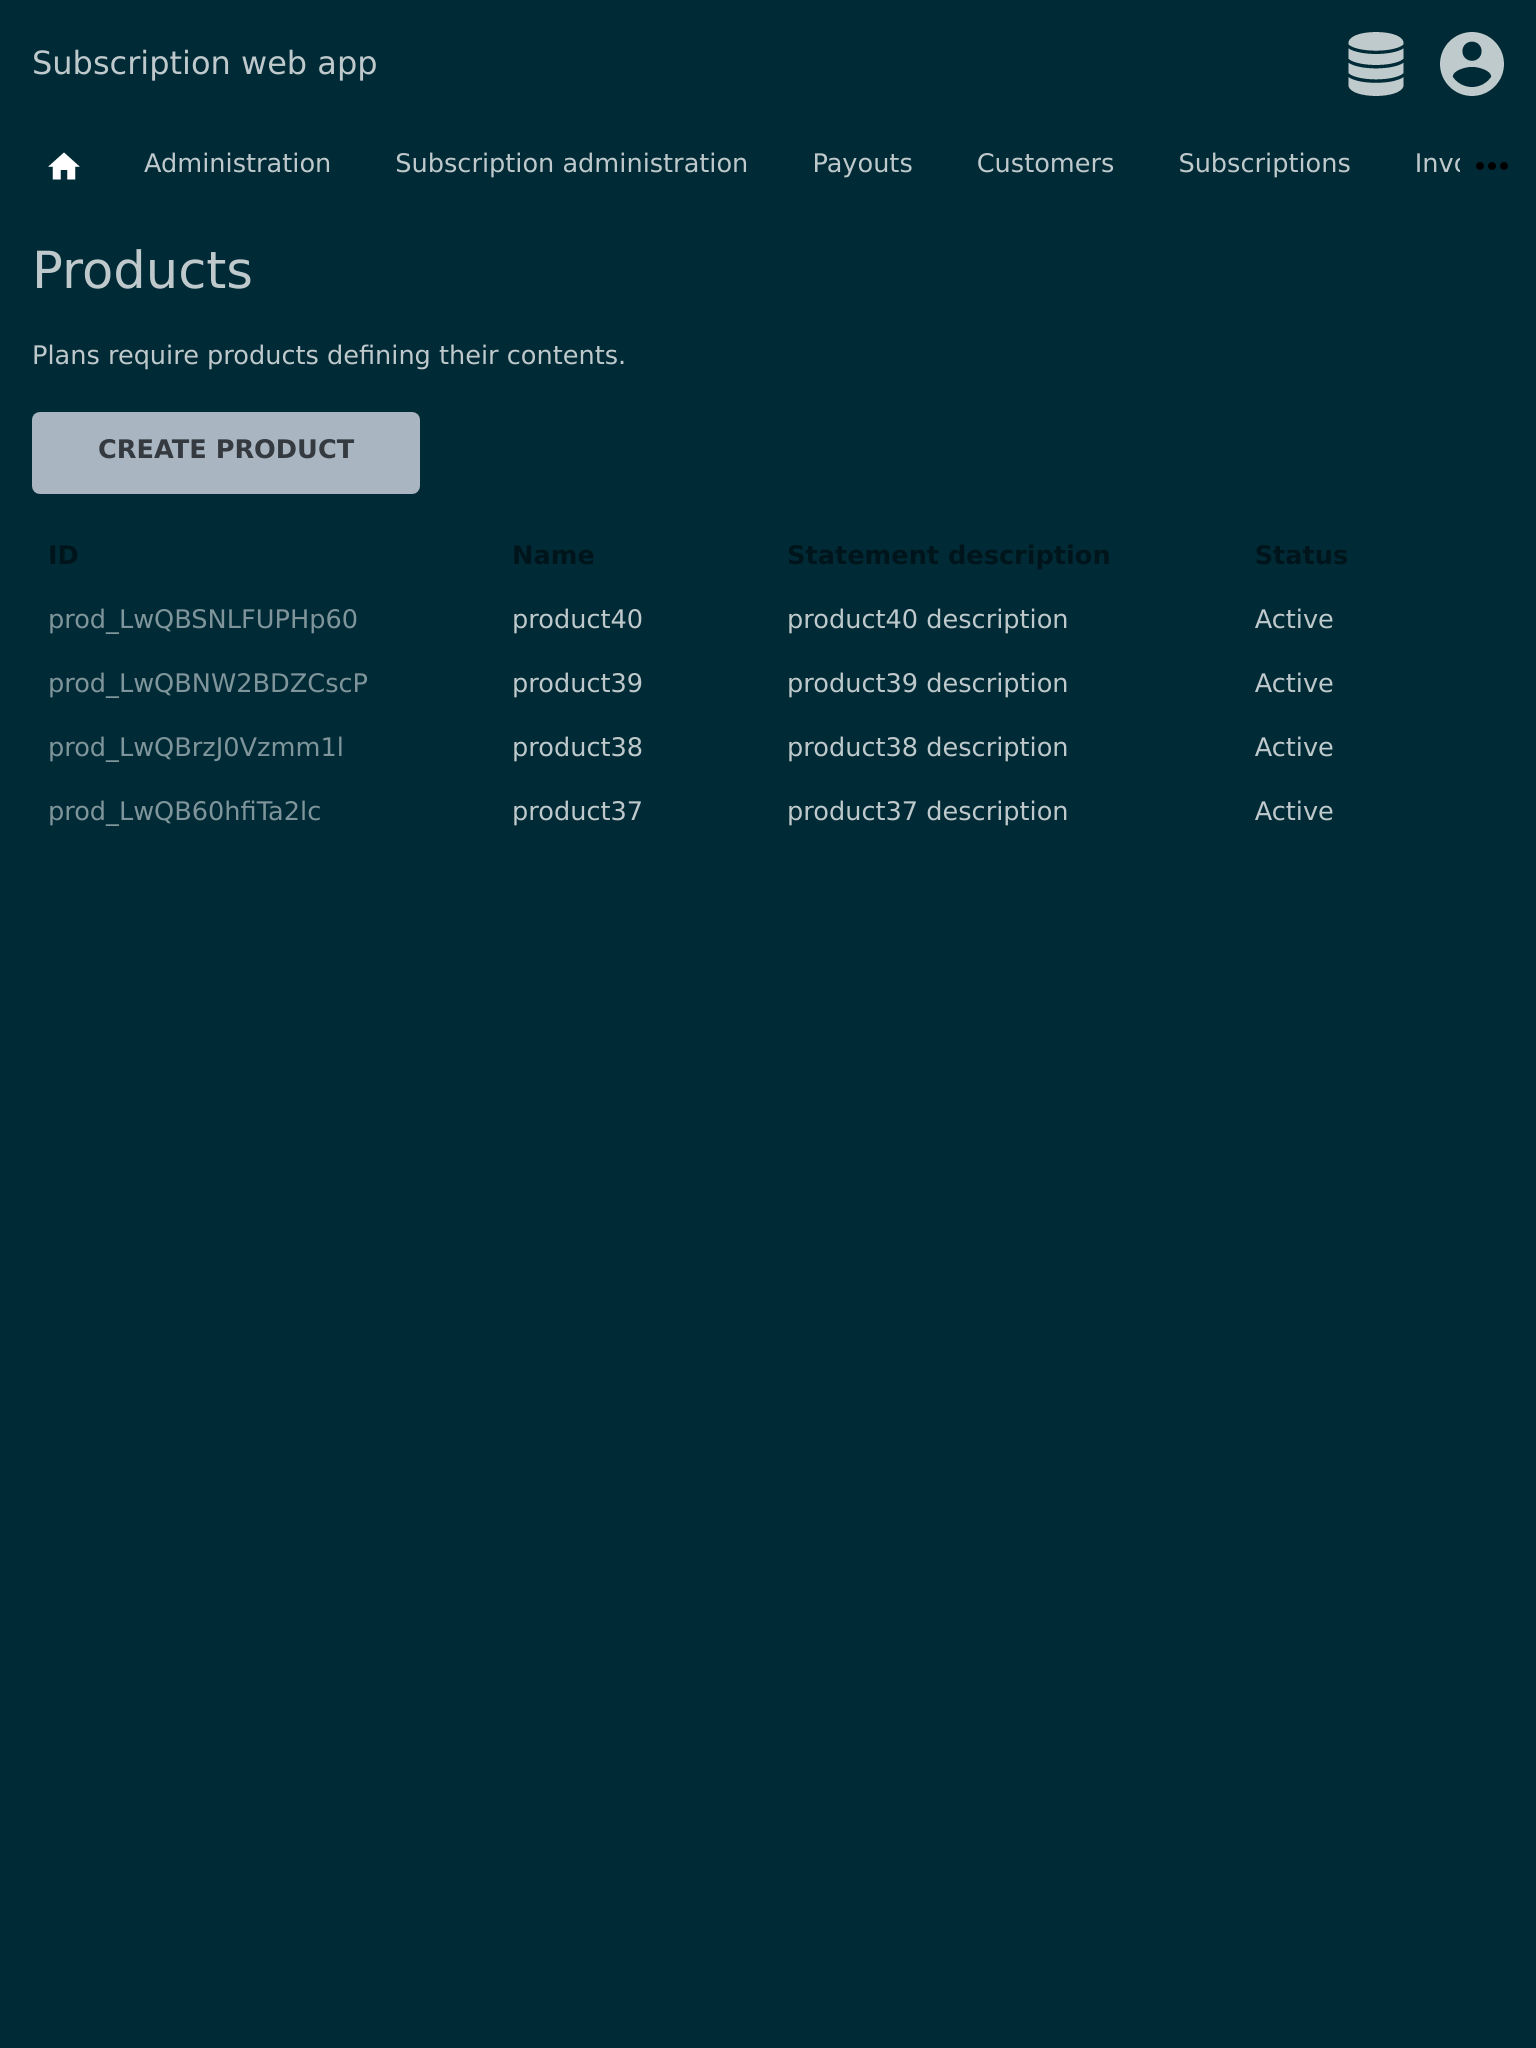 Subscription web app
Administration Subscription administration Payouts Customers Subscriptions
Products
Plans require products defining their contents.
CREATE PRODUCT
ID Name Statement description Status
prod_LwQBSNLFUPHp60 product40 product40 description Active
prod_LwQBNW2BDZCscP product39 product39 description Active
prod_LwQBrzJ0Vzmm1l product38 product38 description Active
prod_LwQB60hfiTa2lc product37 product37 description Active